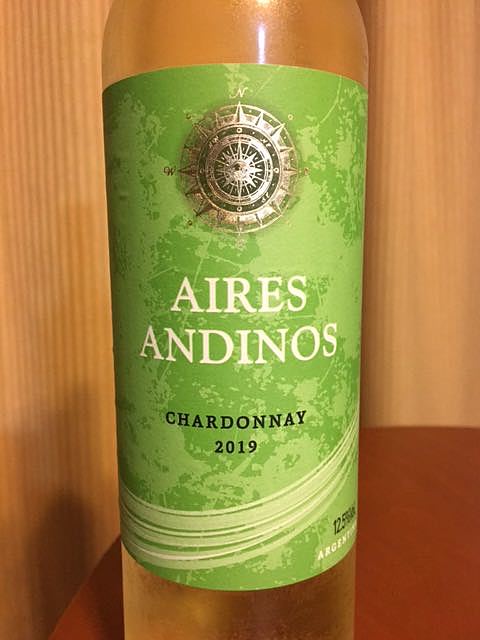 N
AIRES
ANDINOS
CHARDONNAY
2019